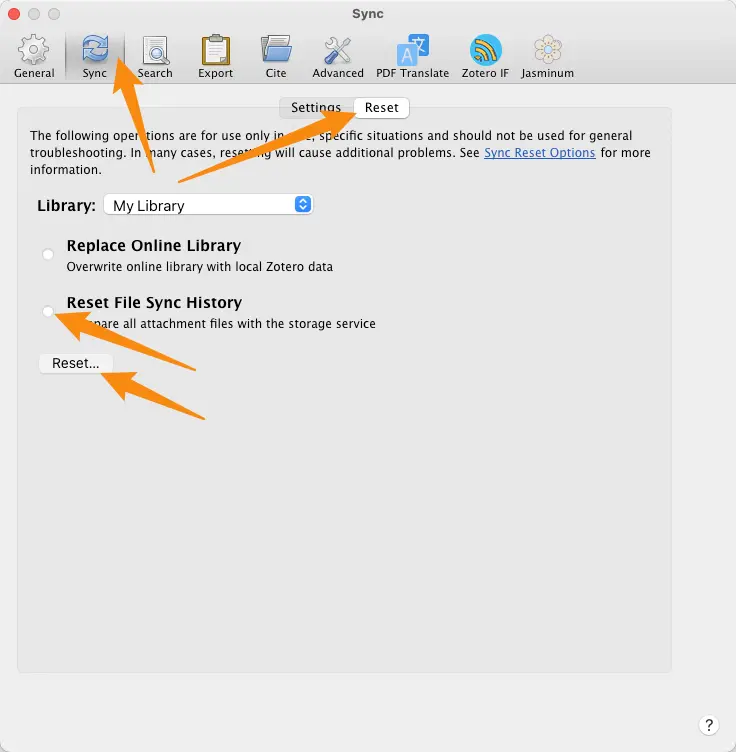 Sync
General Sync Search Export Cite Advanced PDF Translate Zotero IF Jasminum
Settings Reset
The following operations are for use only in specific situations and should not be used for general
troubleshooting. In many cases, resetting will cause additional problems. See Sync Reset Options for more
information.
Library: My Library
Replace Online Library
Overwrite online library with local Zotero data
Reset File Sync History
all attachment files with the storage service
Reset...
?